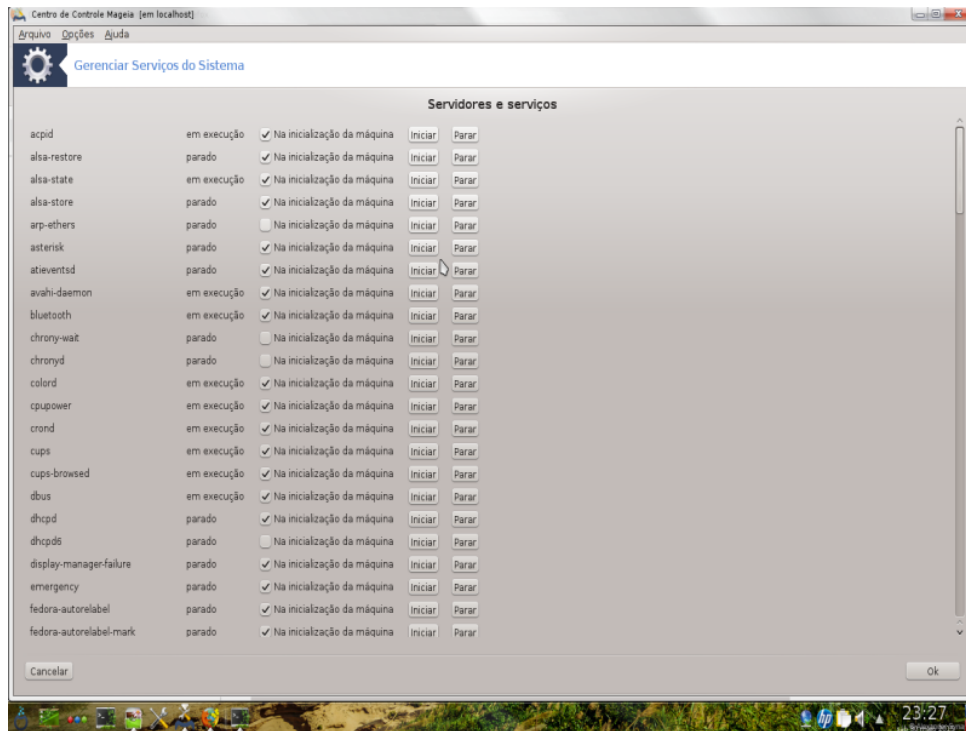 Centro de Controle Mageia [em localhost]
Arquivo Opções Ajuda
Gerenciar Serviços do Sistema
Servidores e serviços
acpid em execução Na inicialização da máquina Iniciar Parar
alsa-restore parado Na inicialização da máquina Iniciar Parar
alsa-state em execução Na inicialização da máquina Iniciar Parar
alsa-store parado Na inicialização da máquina Iniciar Parar
arp-ethers parado Na inicialização da máquina Iniciar Parar
asterisk parado Na inicialização da máquina Iniciar Parar
atieventsd parado Na inicialização da máquina Iniciar Parar
avahi-daemon em execução Na inicialização da máquina Iniciar Parar
bluetooth em execução Na inicialização da máquina Iniciar Parar
chrony-wait parado Na inicialização da máquina Iniciar Parar
chronyd parado Na inicialização da máquina Iniciar Parar
colord em execução Na inicialização da máquina Iniciar Parar
cpupower em execução Na inicialização da máquina Iniciar Parar
crond em execução Na inicialização da máquina Iniciar Parar
cups em execução Na inicialização da máquina Iniciar Parar
cups-browsed em execução Na inicialização da máquina Iniciar Parar
dbus em execução Na inicialização da máquina Iniciar Parar
dhcpd parado Na inicialização da máquina Iniciar Parar
dhcpd6 parado Na inicialização da máquina Iniciar Parar
display-manager-failure parado Na inicialização da máquina Iniciar Parar
emergency parado Na inicialização da máquina Iniciar Parar
fedora-autorelabel parado Na inicialização da máquina Iniciar Parar
fedora-autorelabel-mark parado Na inicialização da máquina Iniciar Parar
Cancelar Ok
hp 23:27